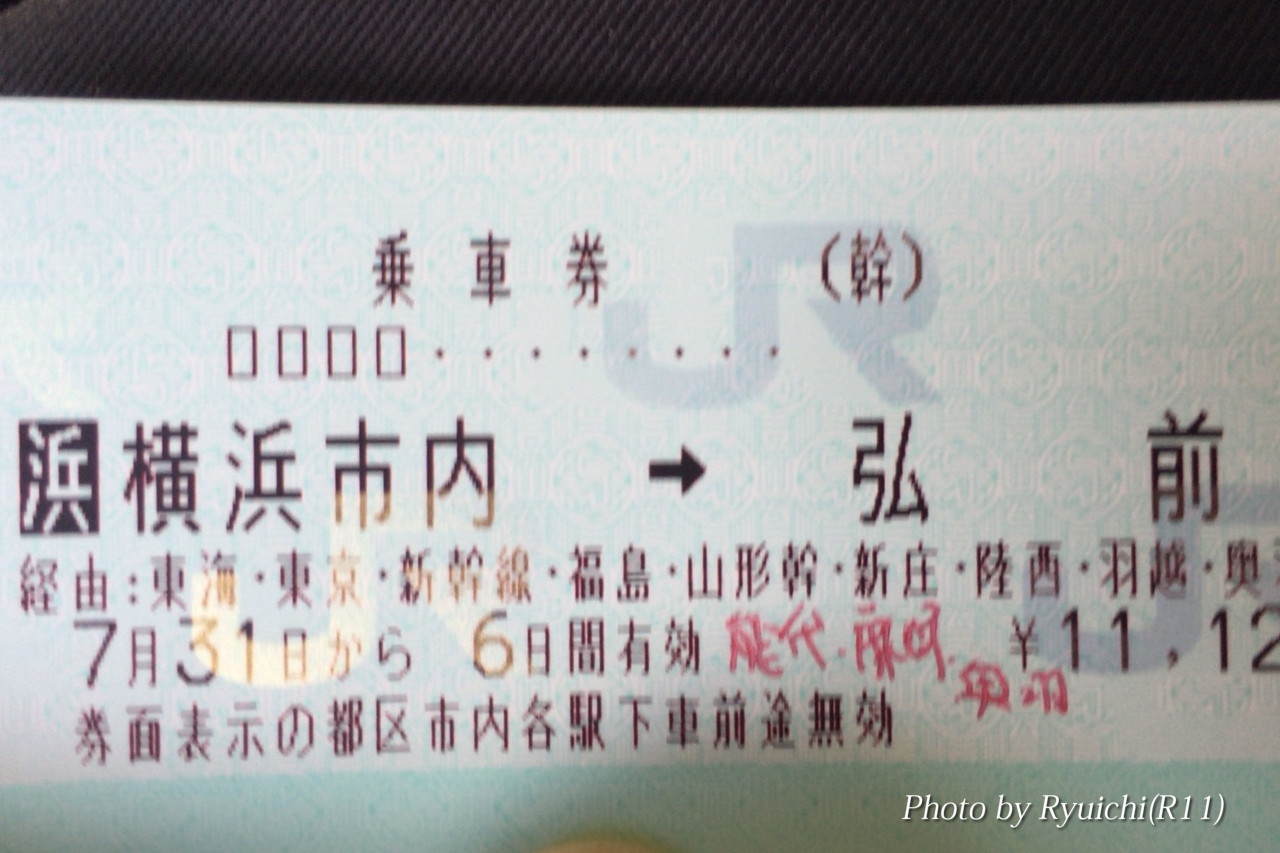 乗車券 (幹)
□□□□・・・・・・・・
浜 横浜市内 → 弘前
経由:東海・東京・新幹線・福島・山形幹・新庄・陸西・羽越・奥
7月31日から 6日間有効 能代・ ¥11,12
奥羽
券面表示の都区市内各駅下車前途無効
Photo by Ryuichi(R11)